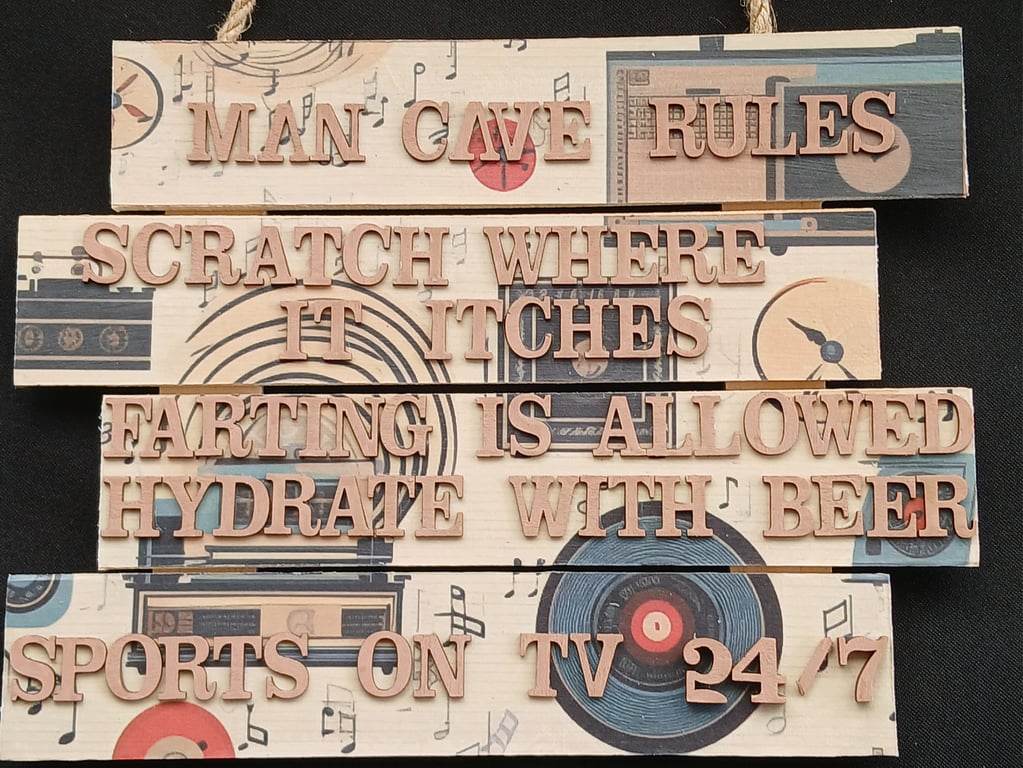 MAN CAVE RULES
SCRATCH WHERE
IT ITCHES
FARTING IS ALLOWED
HYDRATE WITH BEER
SPORTS ON TV 24/7